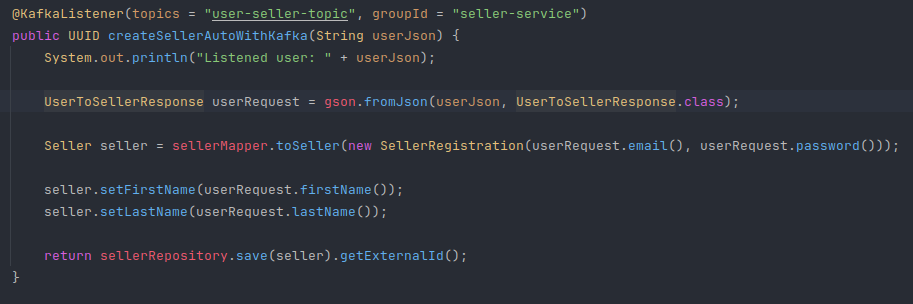 @KafkaListener(topics = "user-seller-topic", groupId = "seller-service")
public UUID createSellerAutoWithKafka(String userJson) {
    System.out.println("Listened user: " + userJson);
    UserToSellerResponse userRequest = gson.fromJson(userJson, UserToSellerResponse.class);
    Seller seller = sellerMapper.toSeller(new SellerRegistration(userRequest.email(), userRequest.password()));
    seller.setFirstName(userRequest.firstName());
    seller.setLastName(userRequest.lastName());
    return sellerRepository.save(seller).getExternalId();
}